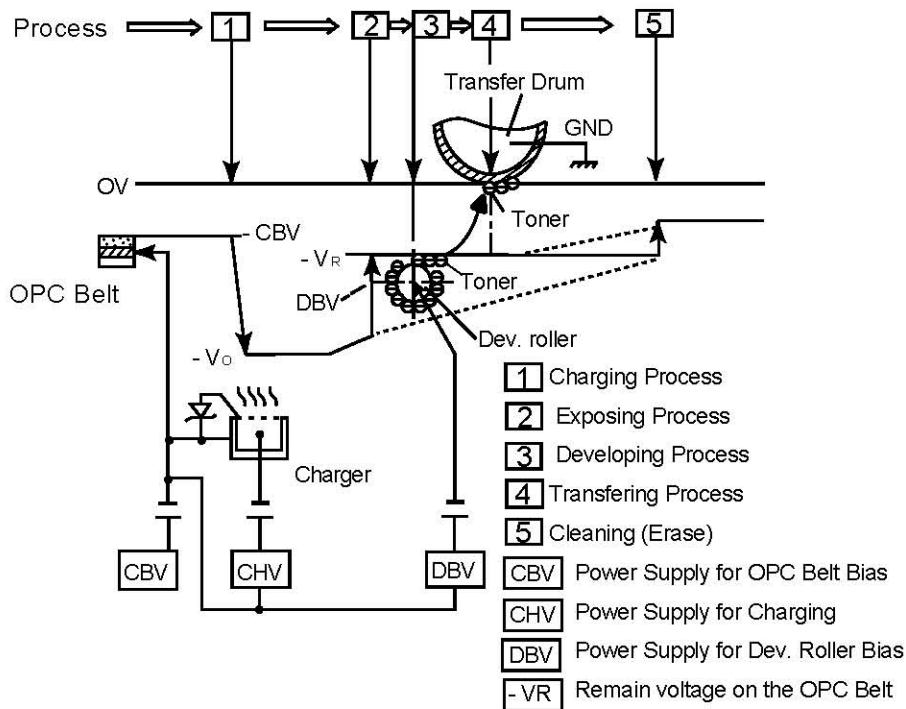 Process 1 2 3 4 5
Transfer Drum
GND
OV
Toner
- CBV
- VR
Toner
OPC Belt
DBV
Dev. roller
- VO
Charger
CBV
CHV
DBV
1 Charging Process
2 Exposing Process
3 Developing Process
4 Transfering Process
5 Cleaning (Erase)
CBV Power Supply for OPC Belt Bias
CHV Power Supply for Charging
DBV Power Supply for Dev. Roller Bias
- VR Remain voltage on the OPC Belt